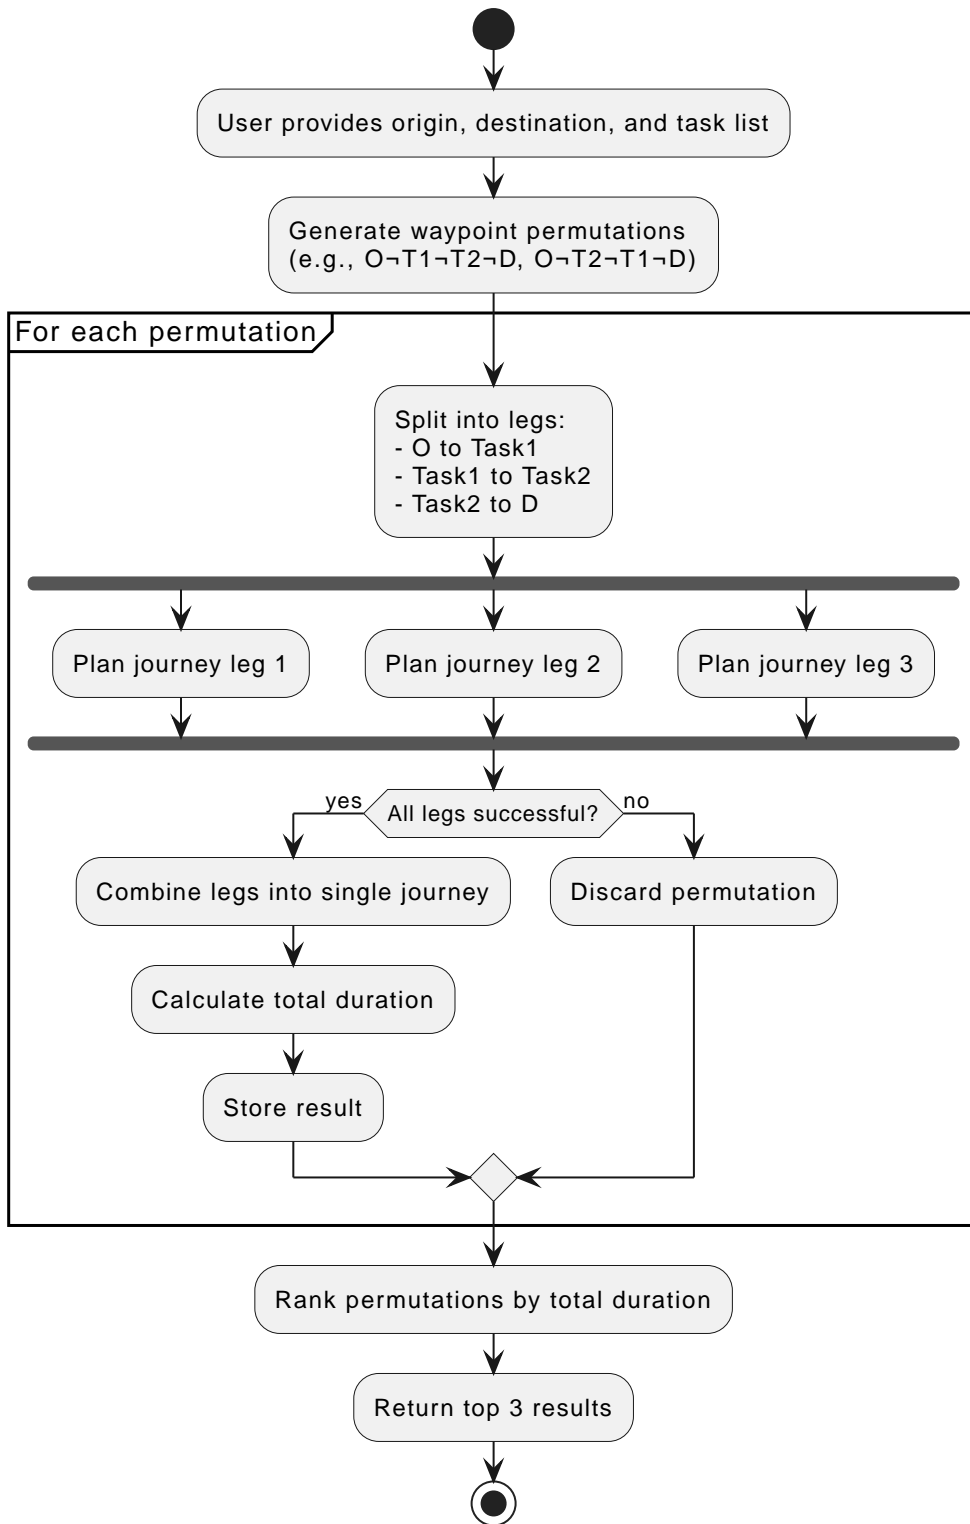 User provides origin, destination, and task list
Generate waypoint permutations
(e.g., O¬T1¬T2¬D, O¬T2¬T1¬D)
For each permutation
Split into legs:
- O to Task1
- Task1 to Task2
- Task2 to D
Plan journey leg 1
Plan journey leg 2
Plan journey leg 3
All legs successful?
yes
no
Combine legs into single journey
Discard permutation
Calculate total duration
Store result
Rank permutations by total duration
Return top 3 results